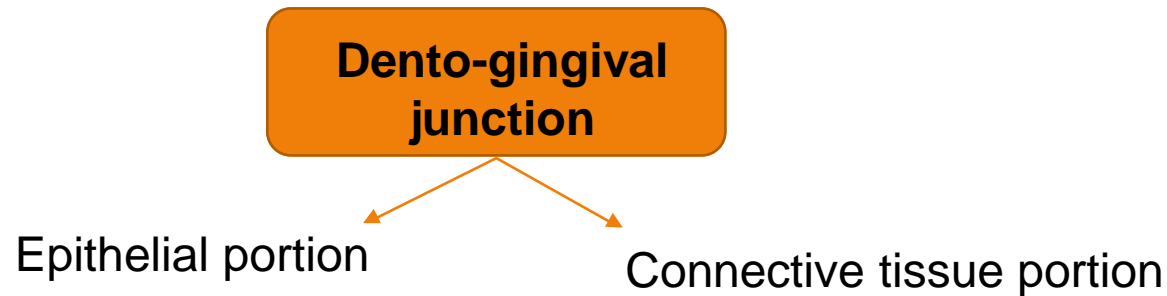 Dento-gingival
junction
Epithelial portion
Connective tissue portion